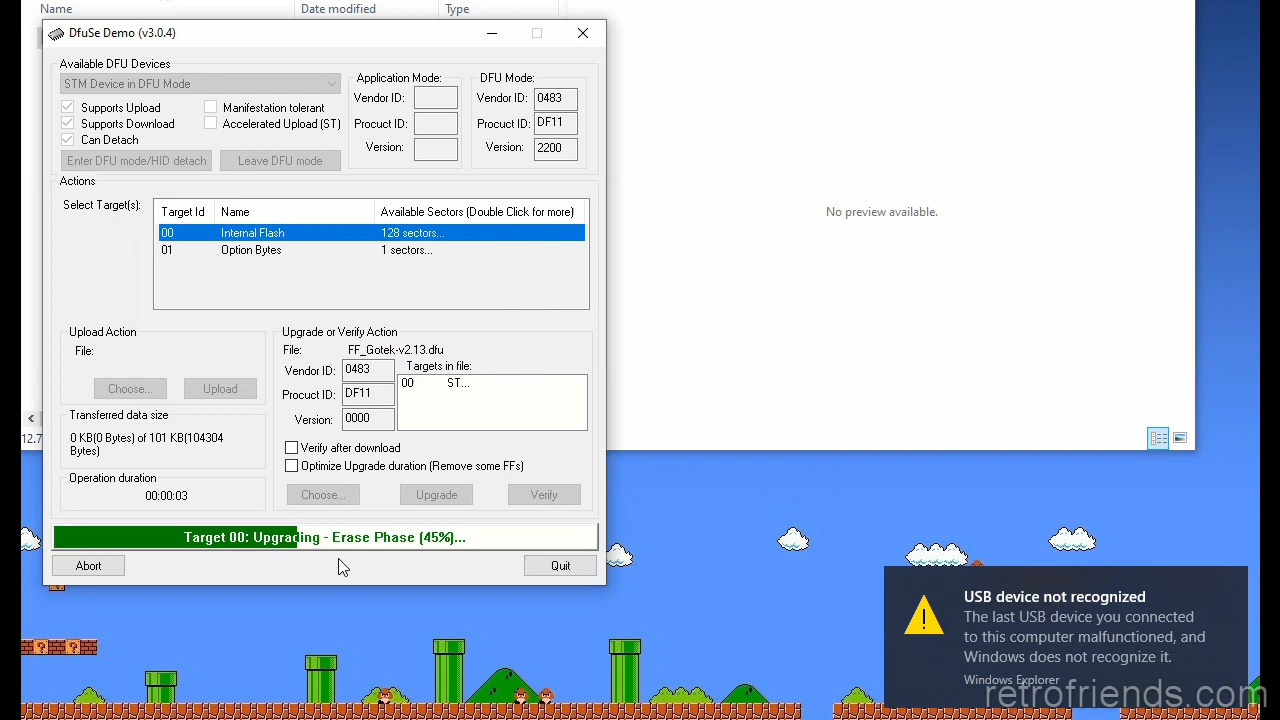 Name Date modified Type
DfuSe Demo (v3.0.4)
Available DFU Devices
STM Device in DFU Mode
Supports Upload Manifestation tolerant
Supports Download Accelerated Upload (ST)
Can Detach
Enter DFU mode/HID detach Leave DFU mode
Application Mode:
Vendor ID:
Procuct ID:
Version:
DFU Mode:
Vendor ID: 0483
Procuct ID: DF11
Version: 2200
Actions
Select Target(s):
Target Id Name Available Sectors (Double Click for more)
00 Internal Flash 128 sectors...
01 Option Bytes 1 sectors...
No preview available.
Upload Action
File:
Choose... Upload
Transferred data size
0 KB(0 Bytes) of 101 KB(104304
Bytes)
Operation duration
00:00:03
Upgrade or Verify Action
File: FF_Gotek-v2.13.dfu
Vendor ID: 0483
Procuct ID: DF11
Version: 0000
Targets in file:
00 ST...
Verify after download
Optimize Upgrade duration (Remove some FFs)
Choose... Upgrade Verify
Target 00: Upgrading - Erase Phase (45%)...
Abort Quit
12.7
USB device not recognized
The last USB device you connected
to this computer malfunctioned, and
Windows does not recognize it.
Windows Explorer
retrofriends.com